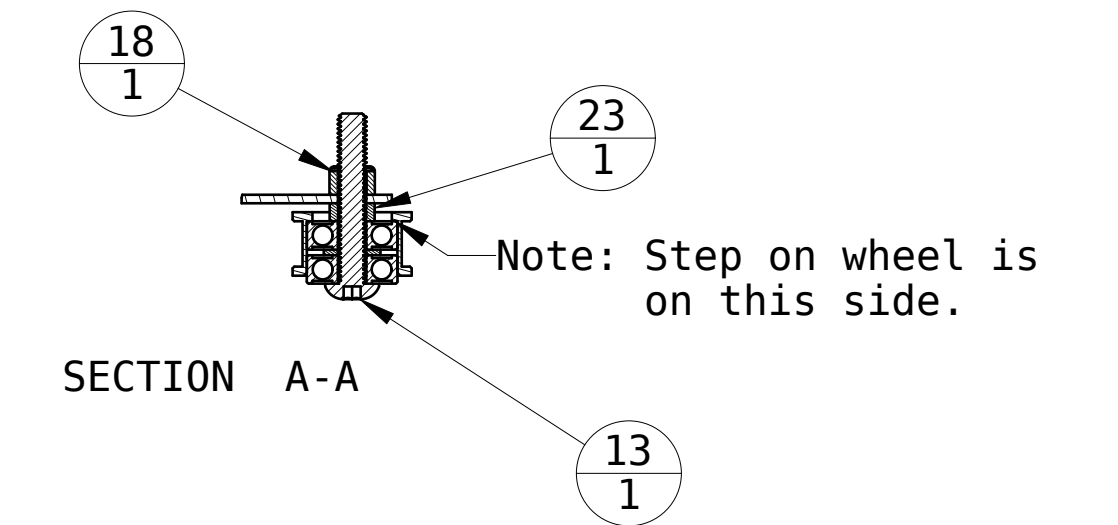 18
1
23
1
Note: Step on wheel is
on this side.
SECTION A-A
13
1